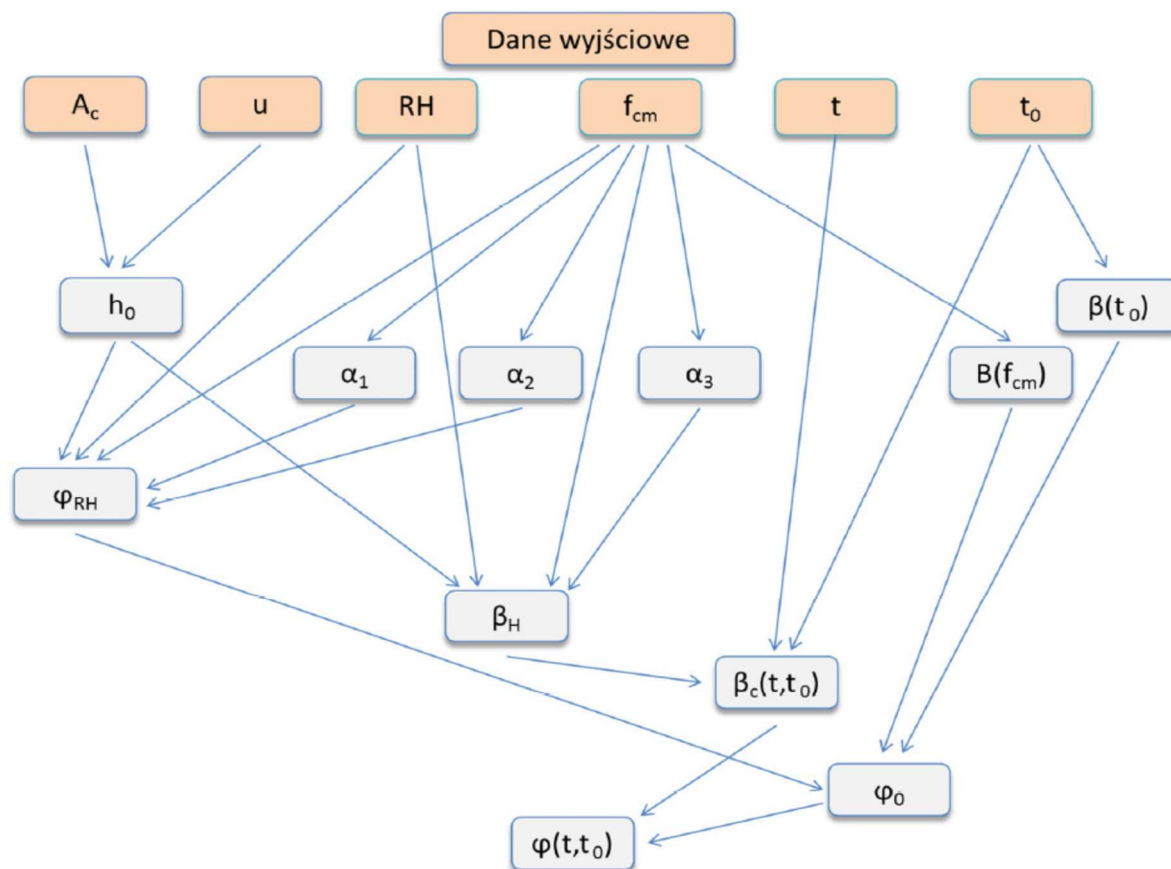 Dane wyjściowe
A_c u RH f_cm t t_0
h_0 β(t_0)
α_1 α_2 α_3 B(f_cm)
φ_RH
β_H
β_c(t,t_0)
φ_0
φ(t,t_0)